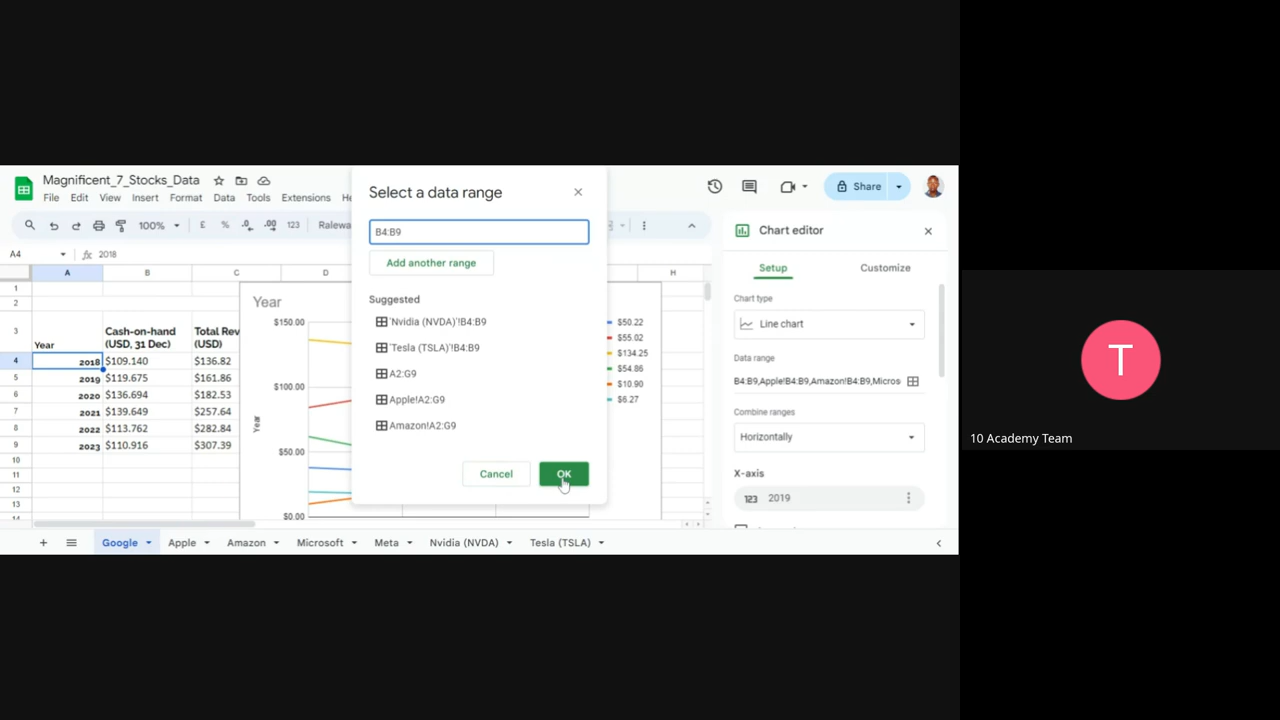 Magnificent_7_Stocks_Data
File Edit View Insert Format Data Tools Extensions He
100% £ % .0 .00 123 Ralewa
Share
A4 fx 2018
A B C D H
1
2
3 Year Cash-on-hand (USD, 31 Dec) Total Rev (USD)
4 2018 $109.140 $136.82
5 2019 $119.675 $161.86
6 2020 $136.694 $182.53
7 2021 $139.649 $257.64
8 2022 $113.762 $282.84
9 2023 $110.916 $307.39
10
11
12
13
14
Year
$150.00
$100.00
$50.00
$0.00
Year
$50.22
$55.02
$134.25
$54.86
$10.90
$6.27
Select a data range
B4:B9
Add another range
Suggested
'Nvidia (NVDA)'!B4:B9
'Tesla (TSLA)'!B4:B9
A2:G9
Apple!A2:G9
Amazon!A2:G9
Cancel OK
Chart editor
Setup Customize
Chart type
Line chart
Data range
B4:B9,Apple!B4:B9,Amazon!B4:B9,Micros
Combine ranges
Horizontally
X-axis
123 2019
Google Apple Amazon Microsoft Meta Nvidia (NVDA) Tesla (TSLA)
T
10 Academy Team